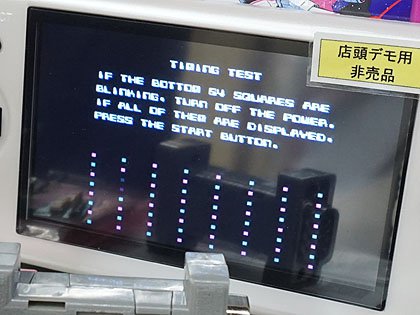 TIMING TEST
IF THE BOTTOM 64 SQUARES ARE
BLINKING, TURN OFF THE POWER.
IF ALL OF THEM ARE DISPLAYED,
PRESS THE START BUTTON.
店頭デモ用
非売品